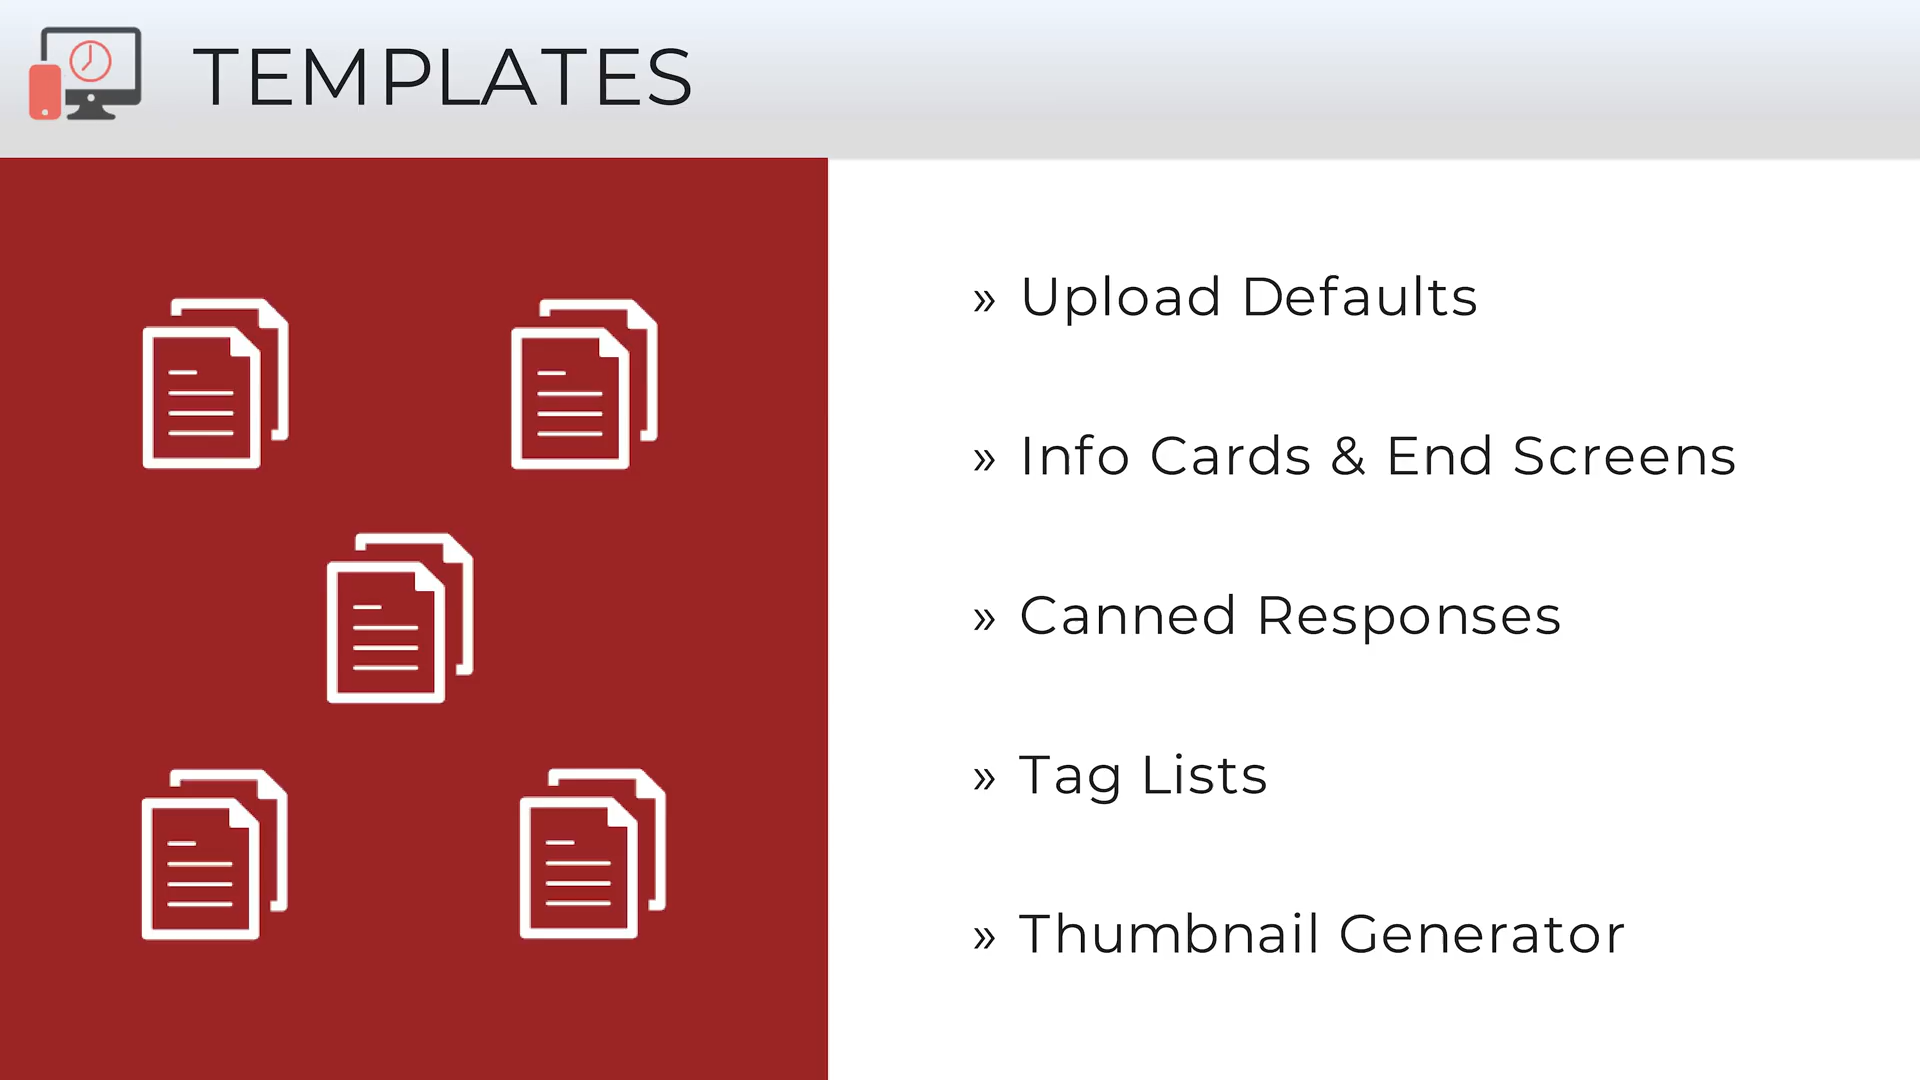 TEMPLATES
» Upload Defaults
» Info Cards & End Screens
» Canned Responses
» Tag Lists
» Thumbnail Generator